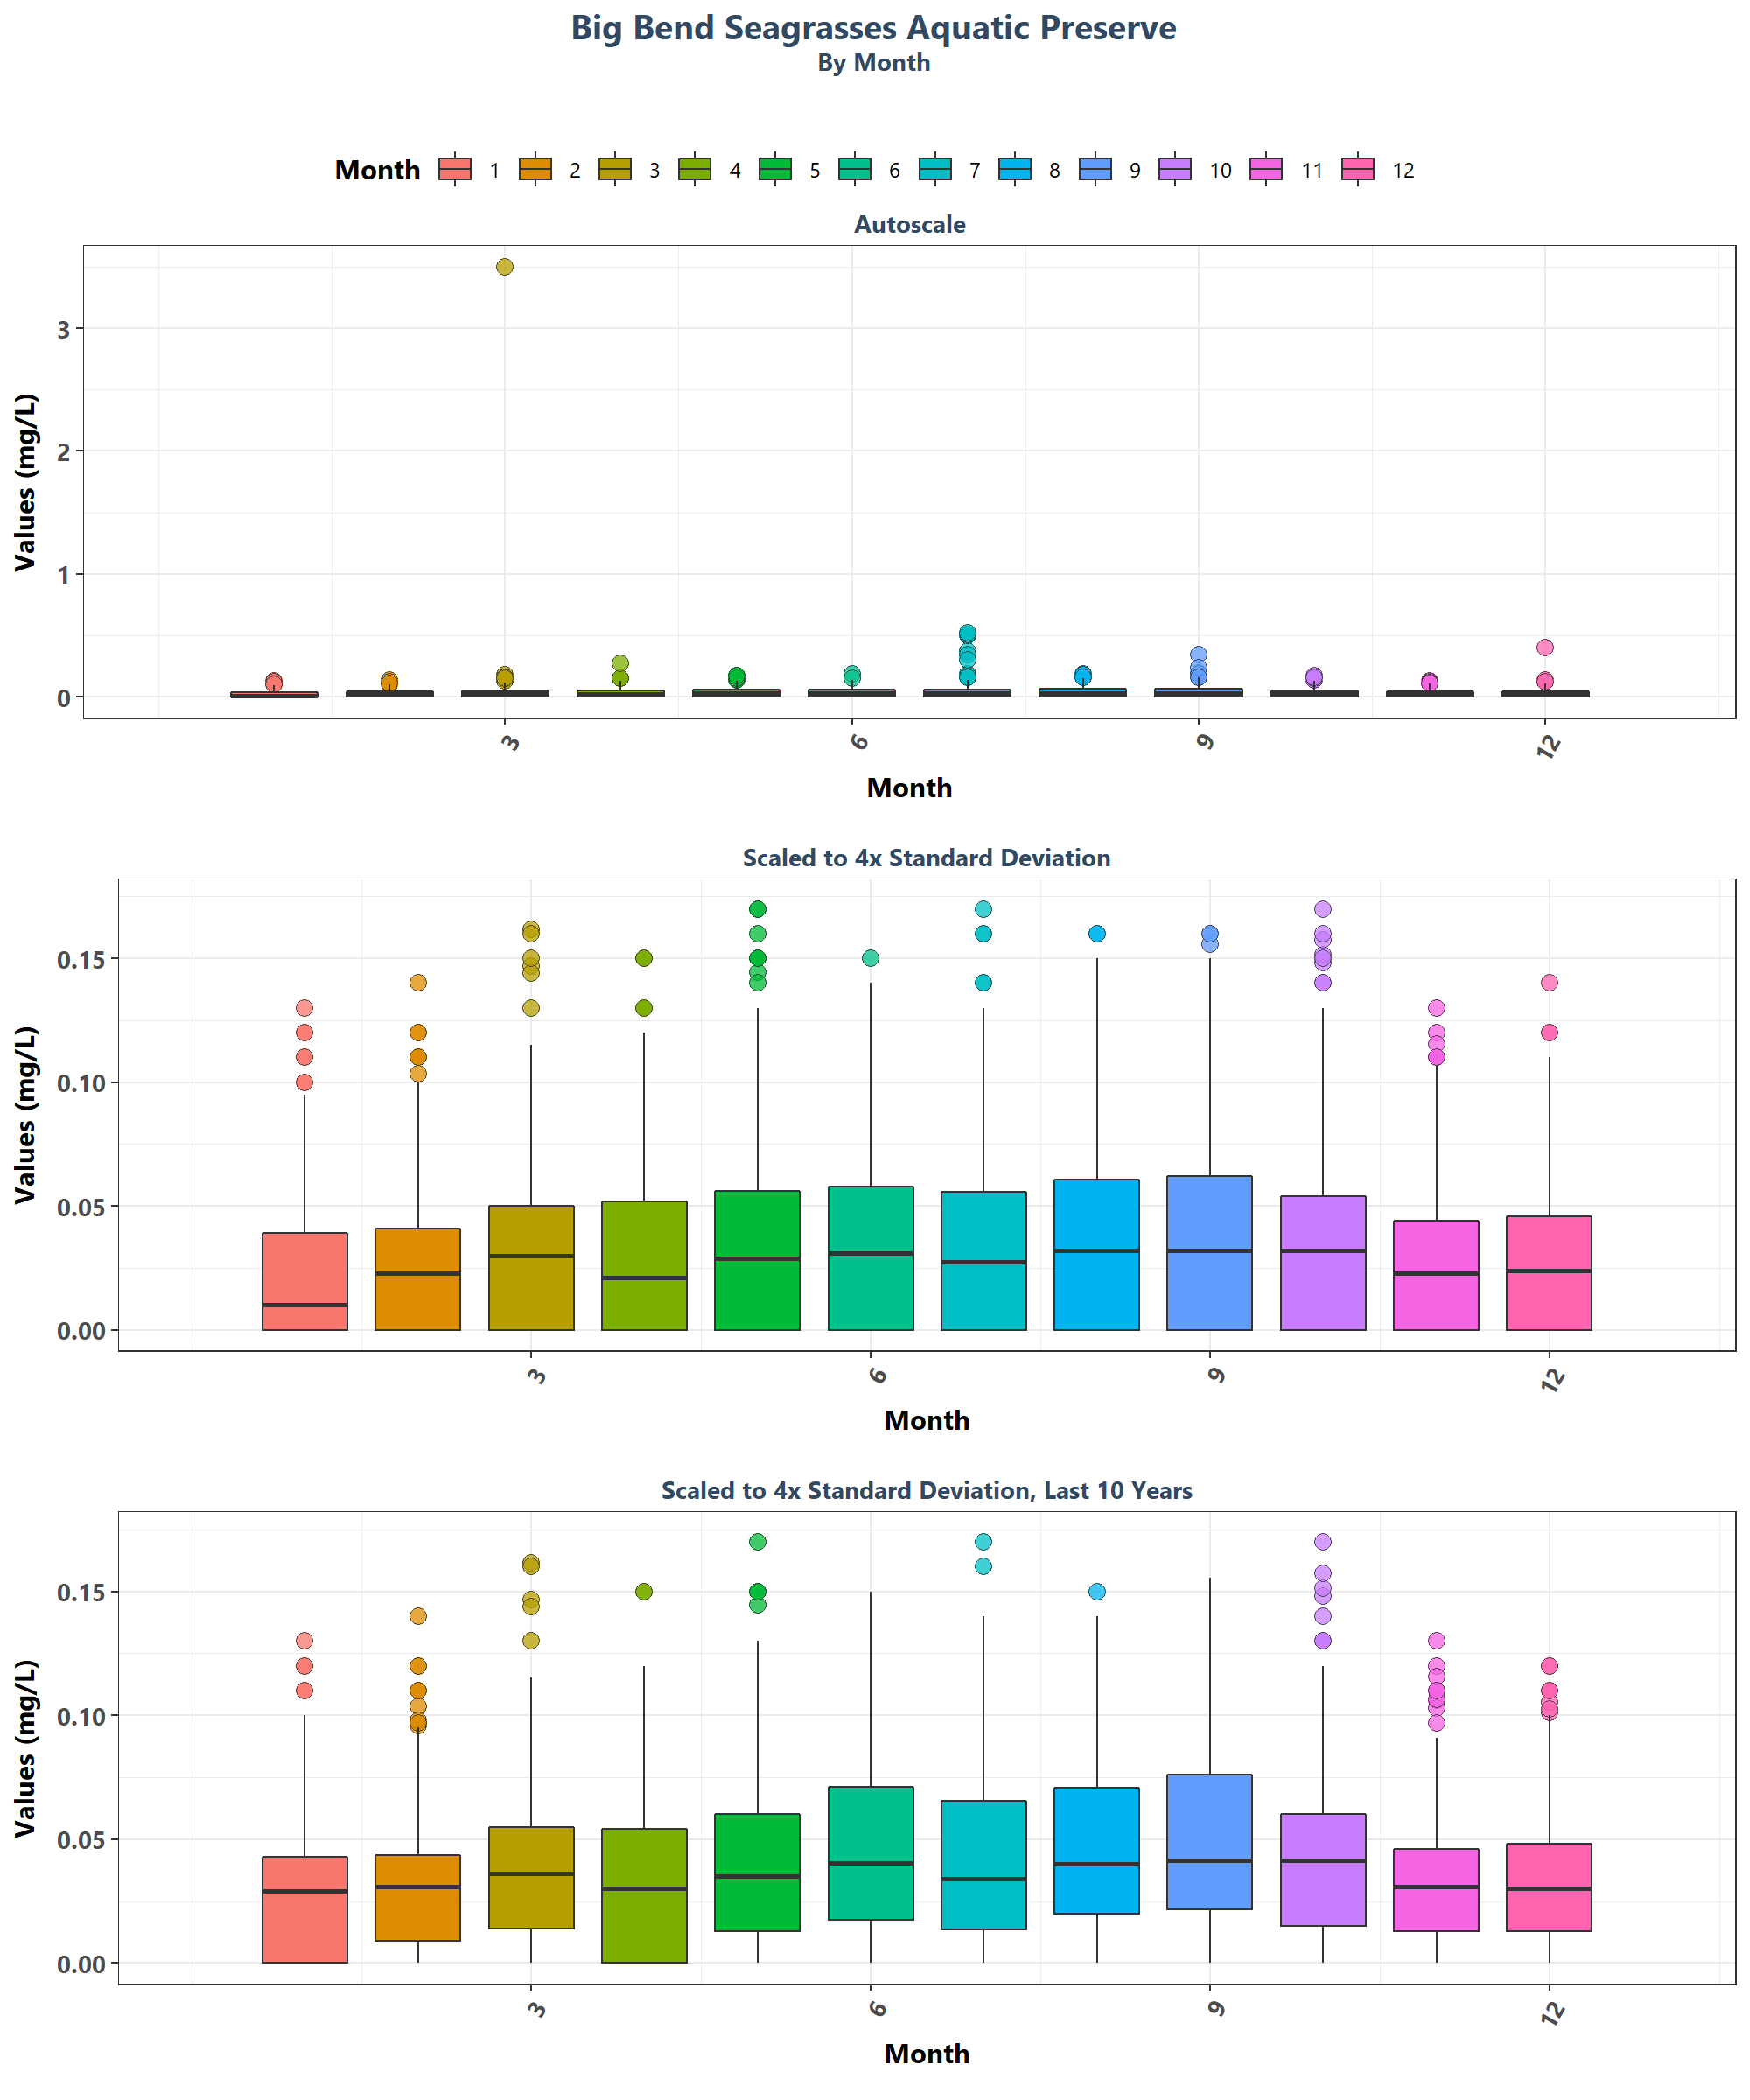 Big Bend Seagrasses Aquatic Preserve
By Month
Month 1 2 3 4 5 6 7 8 9 10 11 12
Autoscale
Values (mg/L)
3
2
1
0
3 6 9 12
Month
Scaled to 4x Standard Deviation
Values (mg/L)
0.15
0.10
0.05
0.00
3 6 9 12
Month
Scaled to 4x Standard Deviation, Last 10 Years
Values (mg/L)
0.15
0.10
0.05
0.00
3 6 9 12
Month